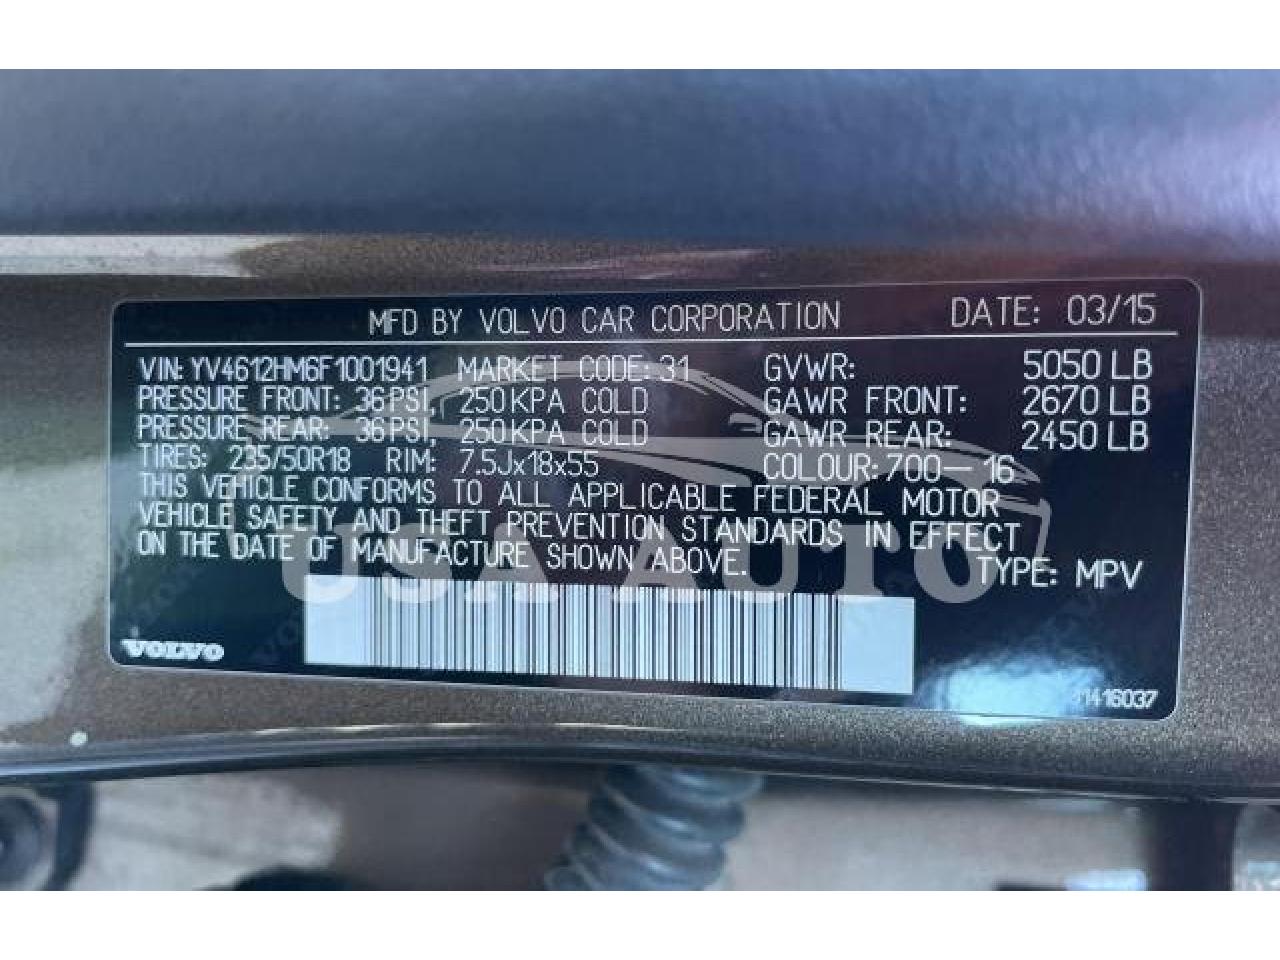 MFD BY VOLVO CAR CORPORATION DATE: 03/15
VIN: YV4612HM6F1001941 MARKET CODE: 31 GVWR: 5050 LB
PRESSURE FRONT: 36 PSI, 250 KPA COLD GAWR FRONT: 2670 LB
PRESSURE REAR: 36 PSI, 250 KPA COLD GAWR REAR: 2450 LB
TIRES: 235/50R18 RIM: 7.5Jx18x55 COLOUR: 700-16
THIS VEHICLE CONFORMS TO ALL APPLICABLE FEDERAL MOTOR
VEHICLE SAFETY AND THEFT PREVENTION STANDARDS IN EFFECT
ON THE DATE OF MANUFACTURE SHOWN ABOVE.
TYPE: MPV
USA AUTO
VOLVO
31416037